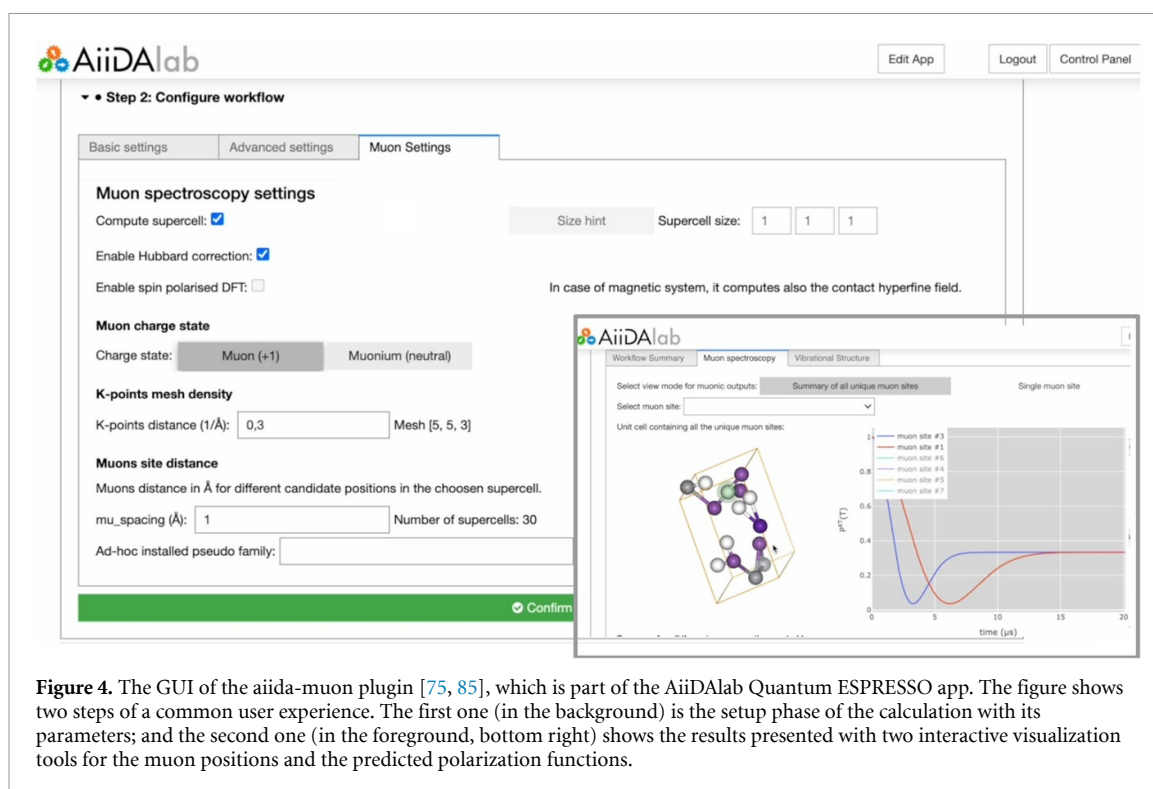 AiiDAlab
Edit App
Logout
Control Panel
Step 2: Configure workflow
Basic settings
Advanced settings
Muon Settings
Muon spectroscopy settings
Compute supercell:
Size hint
Supercell size:
1
1
1
Enable Hubbard correction:
Enable spin polarised DFT:
In case of magnetic system, it computes also the contact hyperfine field.
Muon charge state
Charge state:
Muon (+1)
Muonium (neutral)
K-points mesh density
K-points distance (1/Å):
0,3
Mesh [5, 5, 3]
Muons site distance
Muons distance in Å for different candidate positions in the choosen supercell.
mu_spacing (Å):
1
Number of supercells: 30
Ad-hoc installed pseudo family:
Confirm
AiiDAlab
Workflow Summary
Muon spectroscopy
Vibrational Structure
Select view mode for muonic outputs:
Summary of all unique muon sites
Single muon site
Select muon site:
Unit cell containing all the unique muon sites:
muon site #3
muon site #1
muon site #6
muon site #4
muon site #5
muon site #7
1
0.8
0.6
0.4
0.2
0
P^KT(T)
0
5
10
15
20
time (μs)
Figure 4. The GUI of the aiida-muon plugin [75, 85], which is part of the AiiDAlab Quantum ESPRESSO app. The figure shows
two steps of a common user experience. The first one (in the background) is the setup phase of the calculation with its
parameters; and the second one (in the foreground, bottom right) shows the results presented with two interactive visualization
tools for the muon positions and the predicted polarization functions.